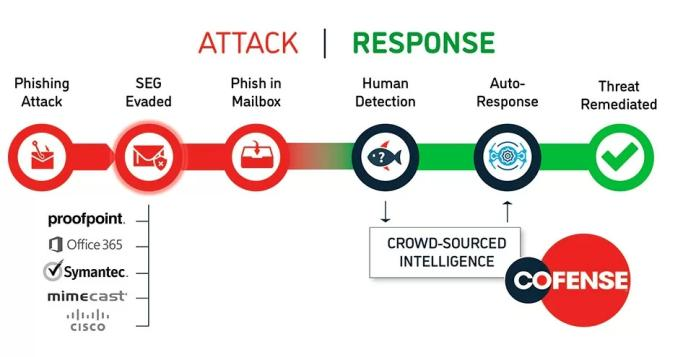 ATTACK | RESPONSE
Phishing
Attack
SEG
Evaded
Phish in
Mailbox
Human
Detection
Auto-
Response
Threat
Remediated
?
proofpoint.
Office 365
Symantec.
mimecast
CISCO
CROWD-SOURCED
INTELLIGENCE
COFENSE